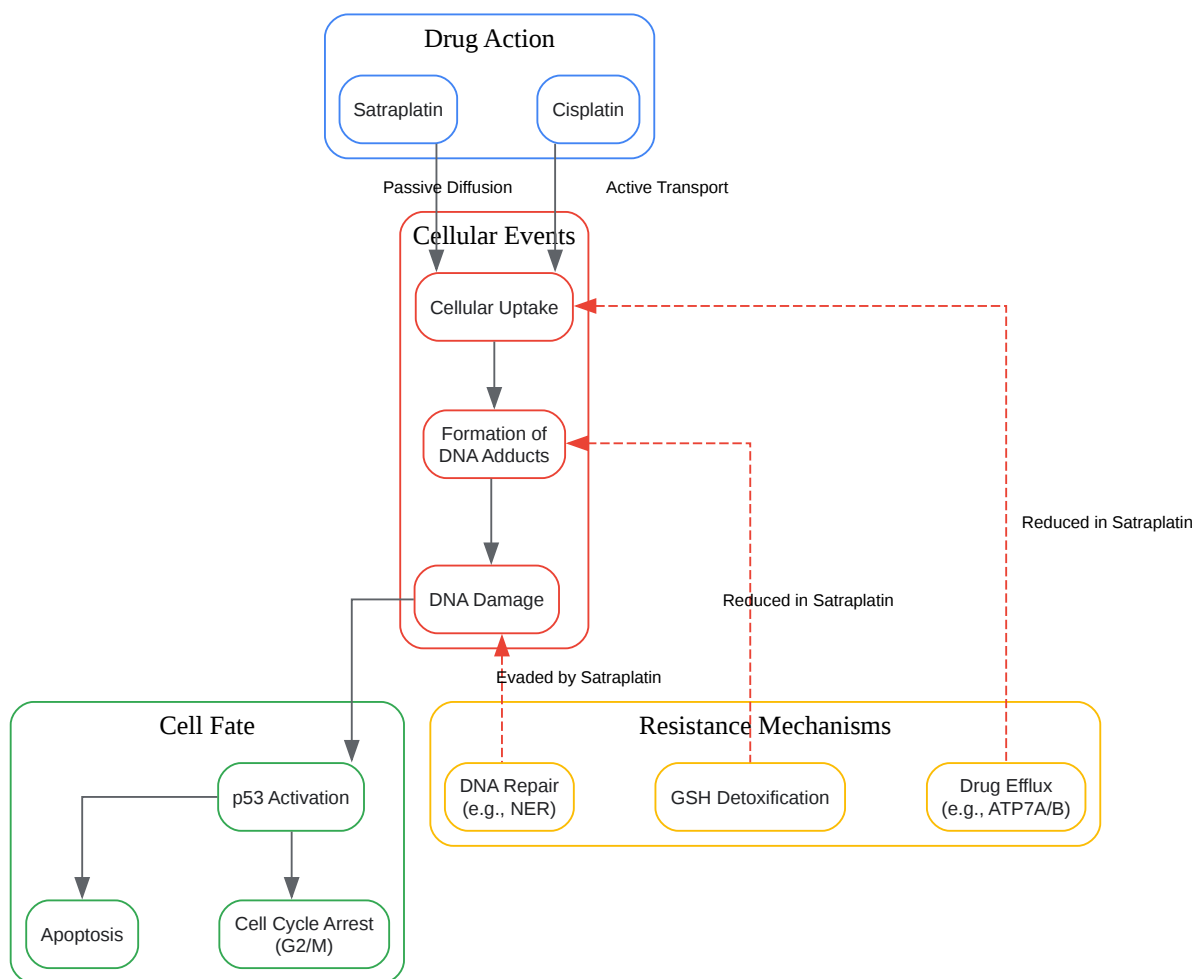 Drug Action
Satraplatin
Cisplatin
Passive Diffusion
Active Transport
Cellular Events
Cellular Uptake
Formation of
DNA Adducts
Reduced in Satraplatin
DNA Damage
Reduced in Satraplatin
Evaded by Satraplatin
Cell Fate
Resistance Mechanisms
p53 Activation
DNA Repair
(e.g., NER)
GSH Detoxification
Drug Efflux
(e.g., ATP7A/B)
Apoptosis
Cell Cycle Arrest
(G2/M)